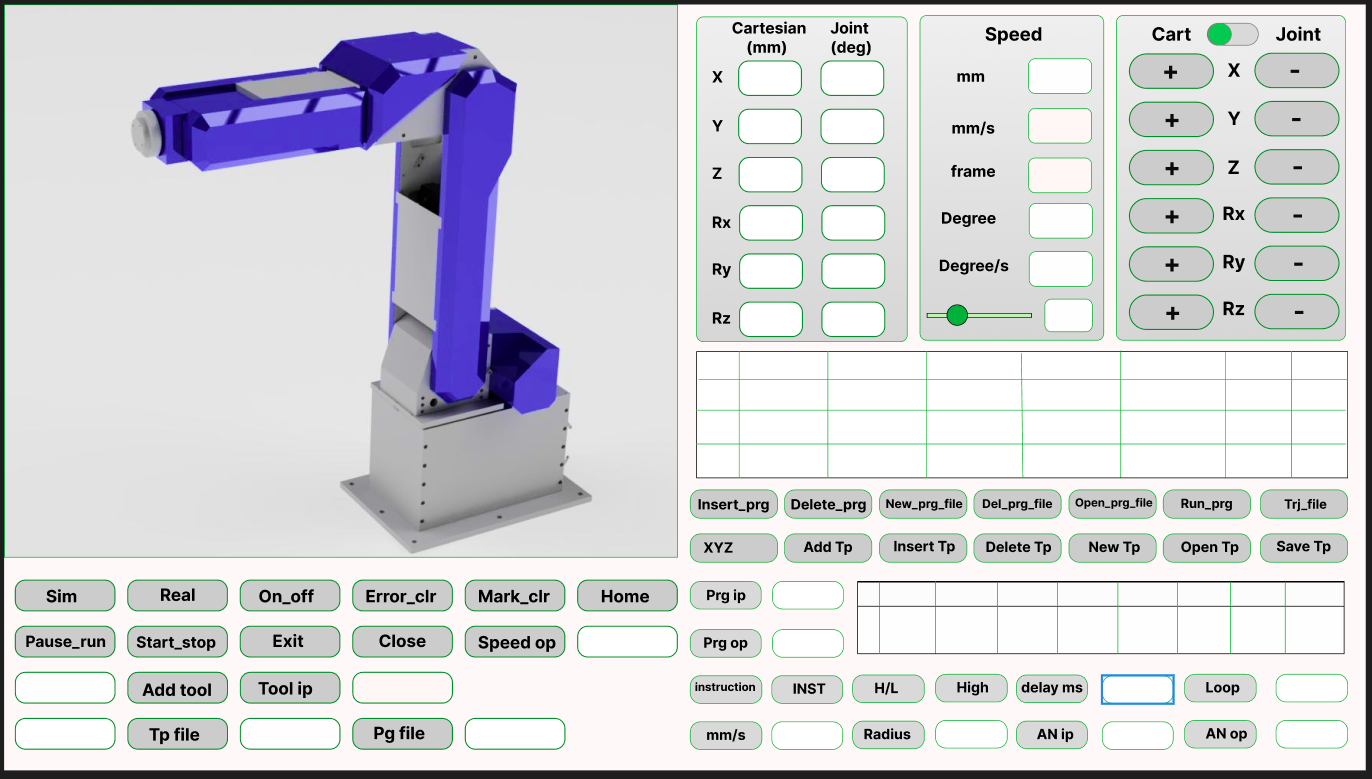 Cartesian
(mm)
Joint
(deg)
X
Y
Z
Rx
Ry
Rz
Speed
mm
mm/s
frame
Degree
Degree/s
Cart
Joint
+ X -
+ Y -
+ Z -
+ Rx -
+ Ry -
+ Rz -
Insert_prg
Delete_prg
New_prg_file
Del_prg_file
Open_prg_file
Run_prg
Trj_file
XYZ
Add Tp
Insert Tp
Delete Tp
New Tp
Open Tp
Save Tp
Sim
Real
On_off
Error_clr
Mark_clr
Home
Pause_run
Start_stop
Exit
Close
Speed op
Add tool
Tool ip
Tp file
Pg file
Prg ip
Prg op
instruction
INST
H/L
High
delay ms
Loop
mm/s
Radius
AN ip
AN op